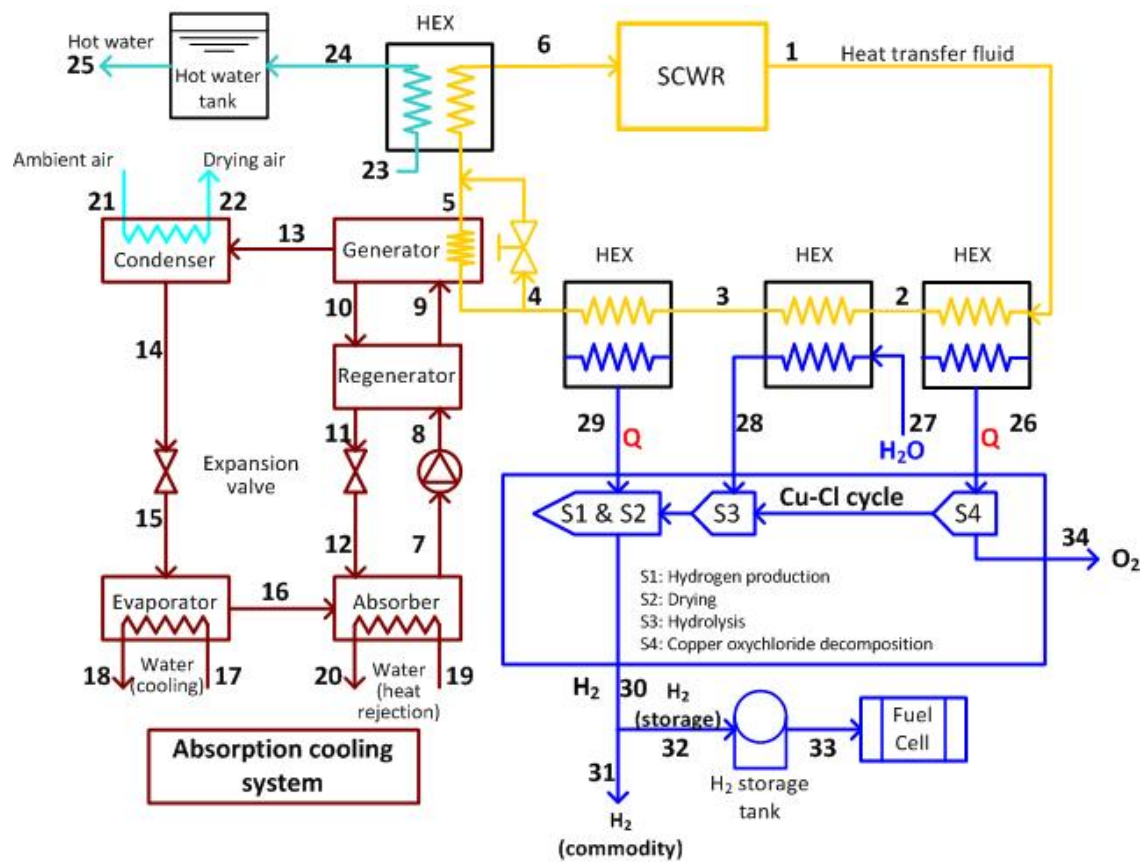 HEX
Hot water
25
Hot water
tank
24
6
SCWR
1
Heat transfer fluid
23
Ambient air
Drying air
21
22
5
Condenser
13
Generator
HEX
HEX
HEX
4
3
2
10
9
14
Regenerator
11
8
29
Q
28
27
H₂O
Q
26
Expansion
valve
15
12
7
Cu-Cl cycle
S1 & S2
S3
S4
34
O₂
S1: Hydrogen production
S2: Drying
S3: Hydrolysis
S4: Copper oxychloride decomposition
Evaporator
16
Absorber
18
Water
(cooling)
17
20
Water
(heat
rejection)
19
H₂
30
H₂
(storage)
32
33
Fuel
Cell
H₂ storage
tank
31
H₂
(commodity)
Absorption cooling
system